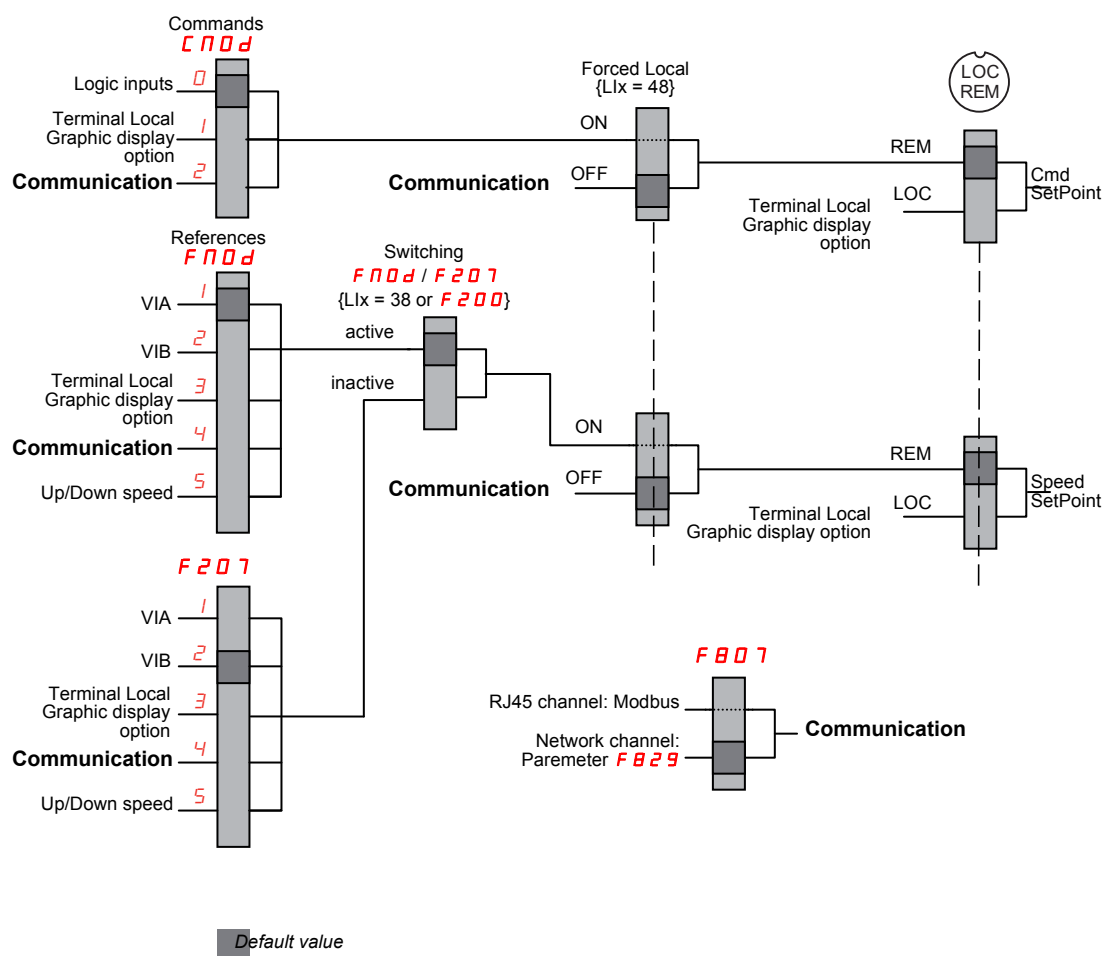 Commands
CMOd
Logic inputs 0
Terminal Local
Graphic display
option
1
Communication 2
Forced Local
{LIx = 48}
ON
Communication OFF
LOC
REM
REM
LOC
Terminal Local
Graphic display
option
Cmd
SetPoint
References
FMOd
VIA 1
VIB 2
Terminal Local
Graphic display
option
3
Communication 4
Up/Down speed 5
Switching
FMOd / F207
{LIx = 38 or F200}
active
inactive
ON
Communication OFF
REM
LOC
Terminal Local
Graphic display option
Speed
SetPoint
F207
VIA 1
VIB 2
Terminal Local
Graphic display
option
3
Communication 4
Up/Down speed 5
F807
RJ45 channel: Modbus
Network channel:
Paremeter F829
Communication
Default value